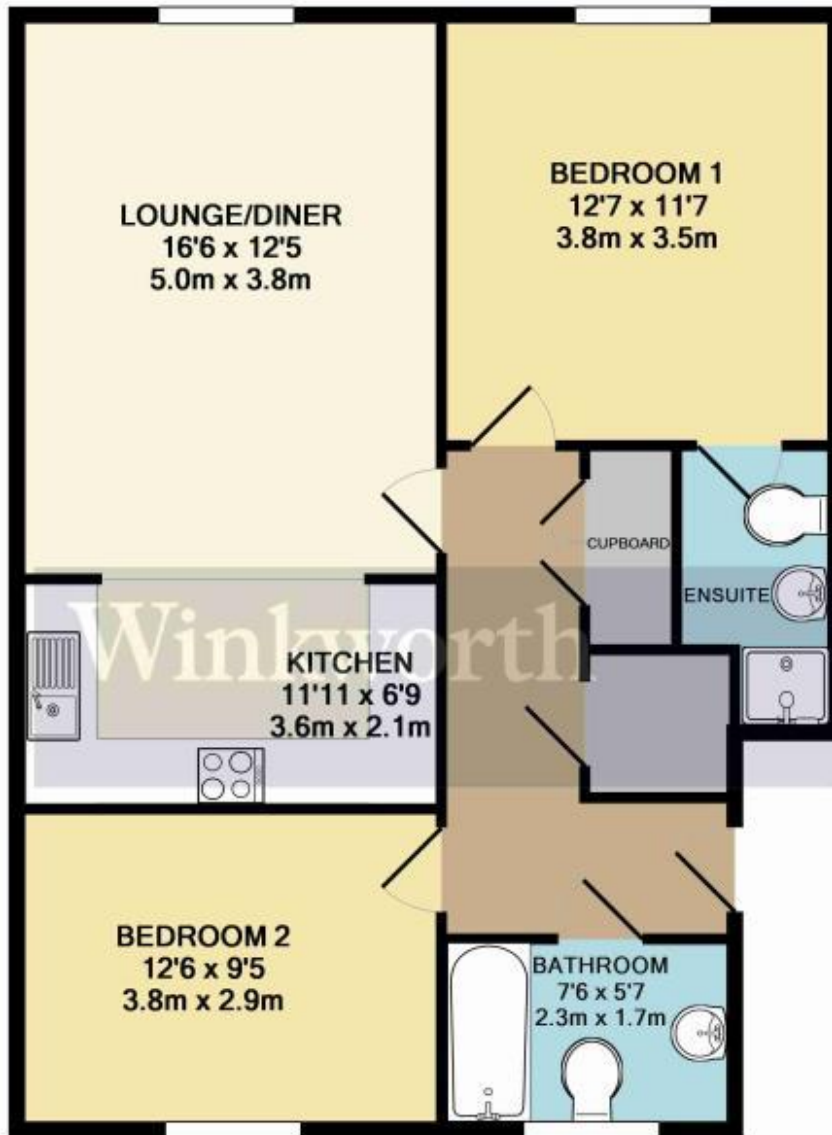 LOUNGE/DINER
16'6 x 12'5
5.0m x 3.8m
BEDROOM 1
12'7 x 11'7
3.8m x 3.5m
CUPBOARD
ENSUITE
Winkworth
KITCHEN
11'11 x 6'9
3.6m x 2.1m
BEDROOM 2
12'6 x 9'5
3.8m x 2.9m
BATHROOM
7'6 x 5'7
2.3m x 1.7m